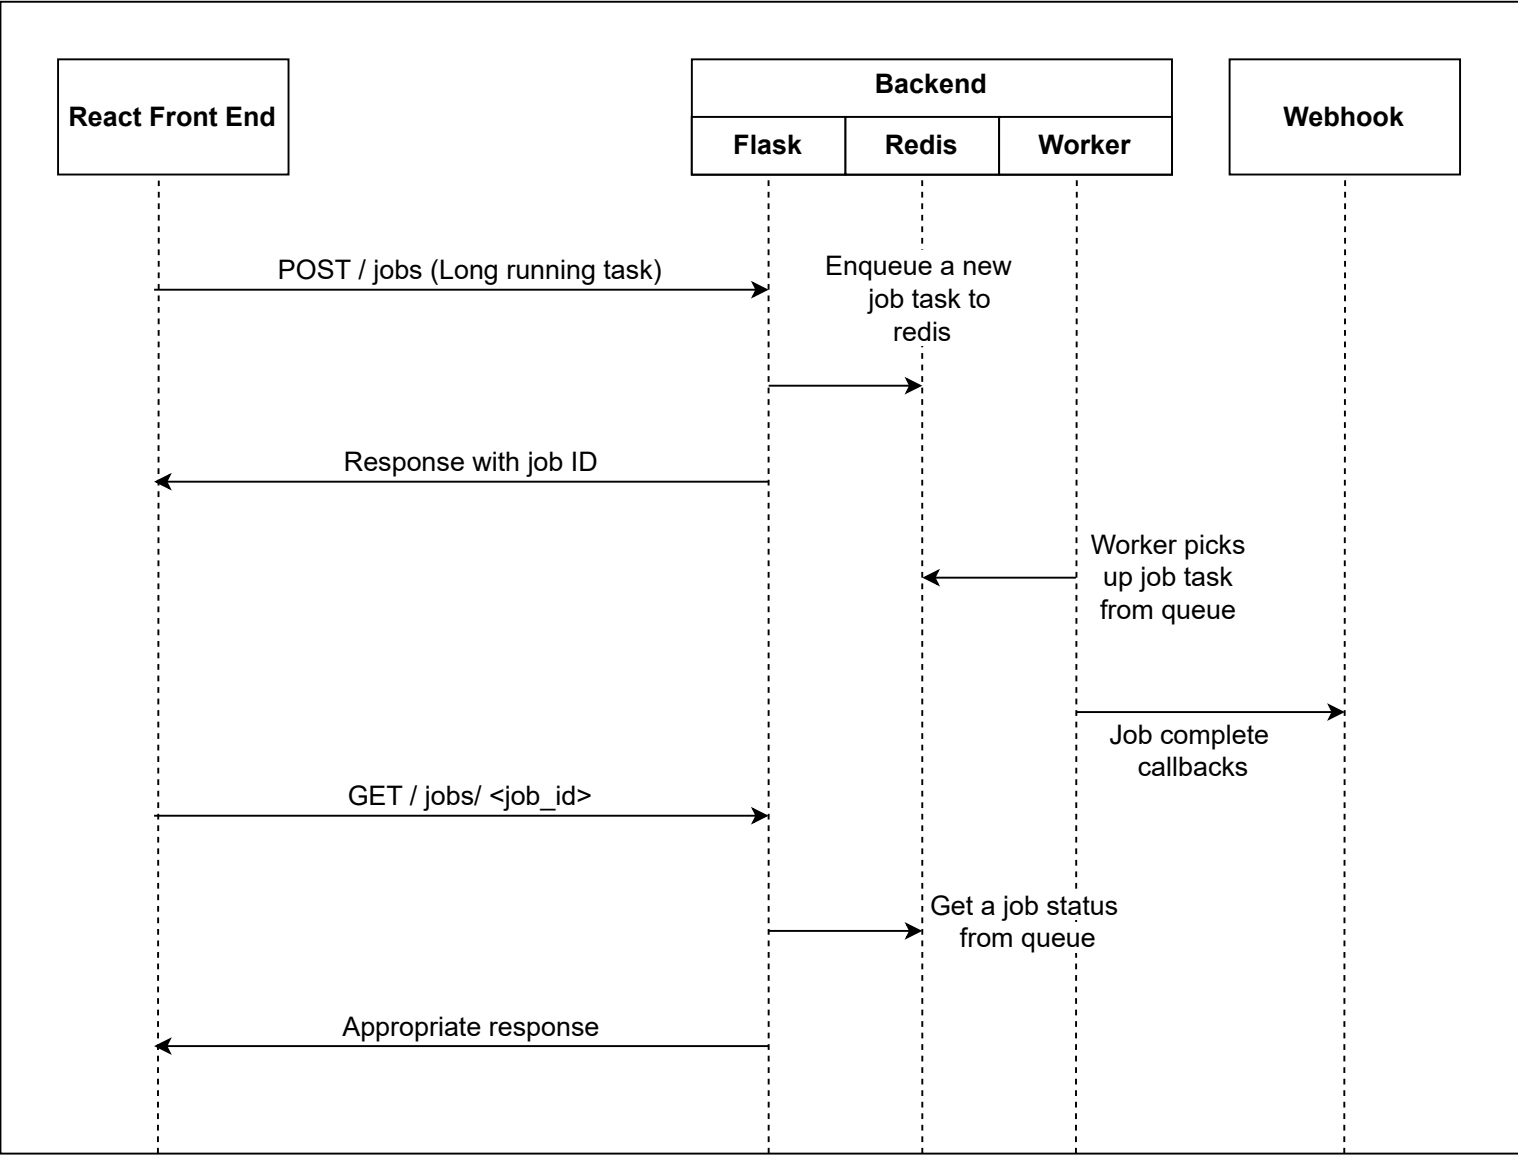 React Front End
Backend
Flask
Redis
Worker
Webhook
POST / jobs (Long running task)
Enqueue a new
job task to
redis
Response with job ID
Worker picks
up job task
from queue
Job complete
callbacks
GET / jobs/ <job_id>
Get a job status
from queue
Appropriate response